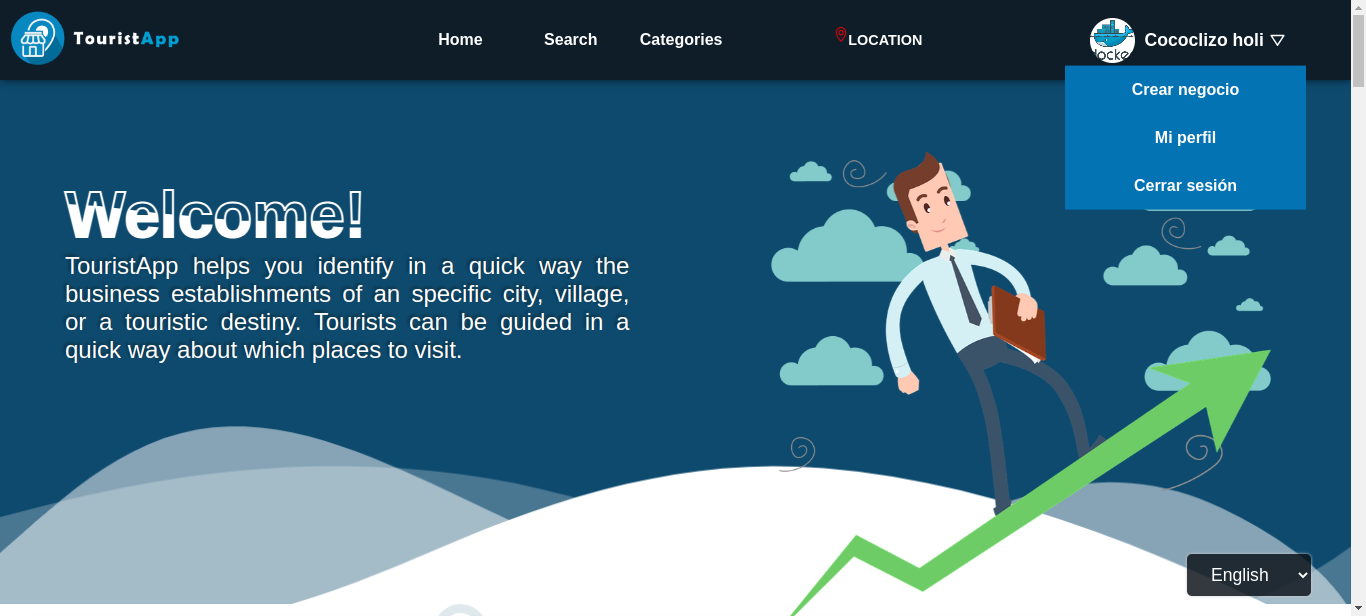 TouristApp
Home
Search
Categories
LOCATION
docke
Cococlizo holi
Crear negocio
Mi perfil
Cerrar sesión
Welcome!
TouristApp helps you identify in a quick way the
business establishments of an specific city, village,
or a touristic destiny. Tourists can be guided in a
quick way about which places to visit.
English